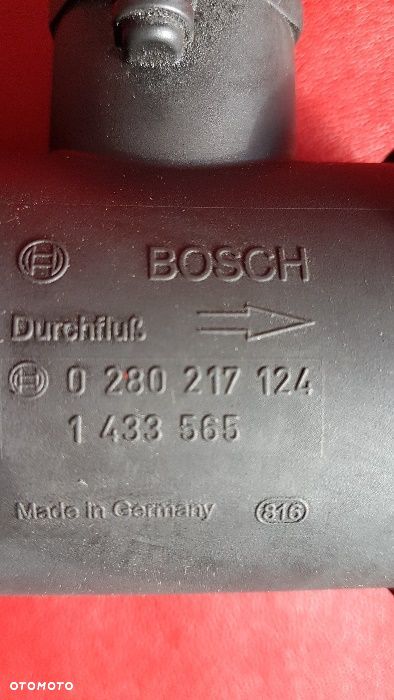 BOSCH
Durchfluß
0 280 217 124
1 433 565
Made in Germany 816
OTOMOTO